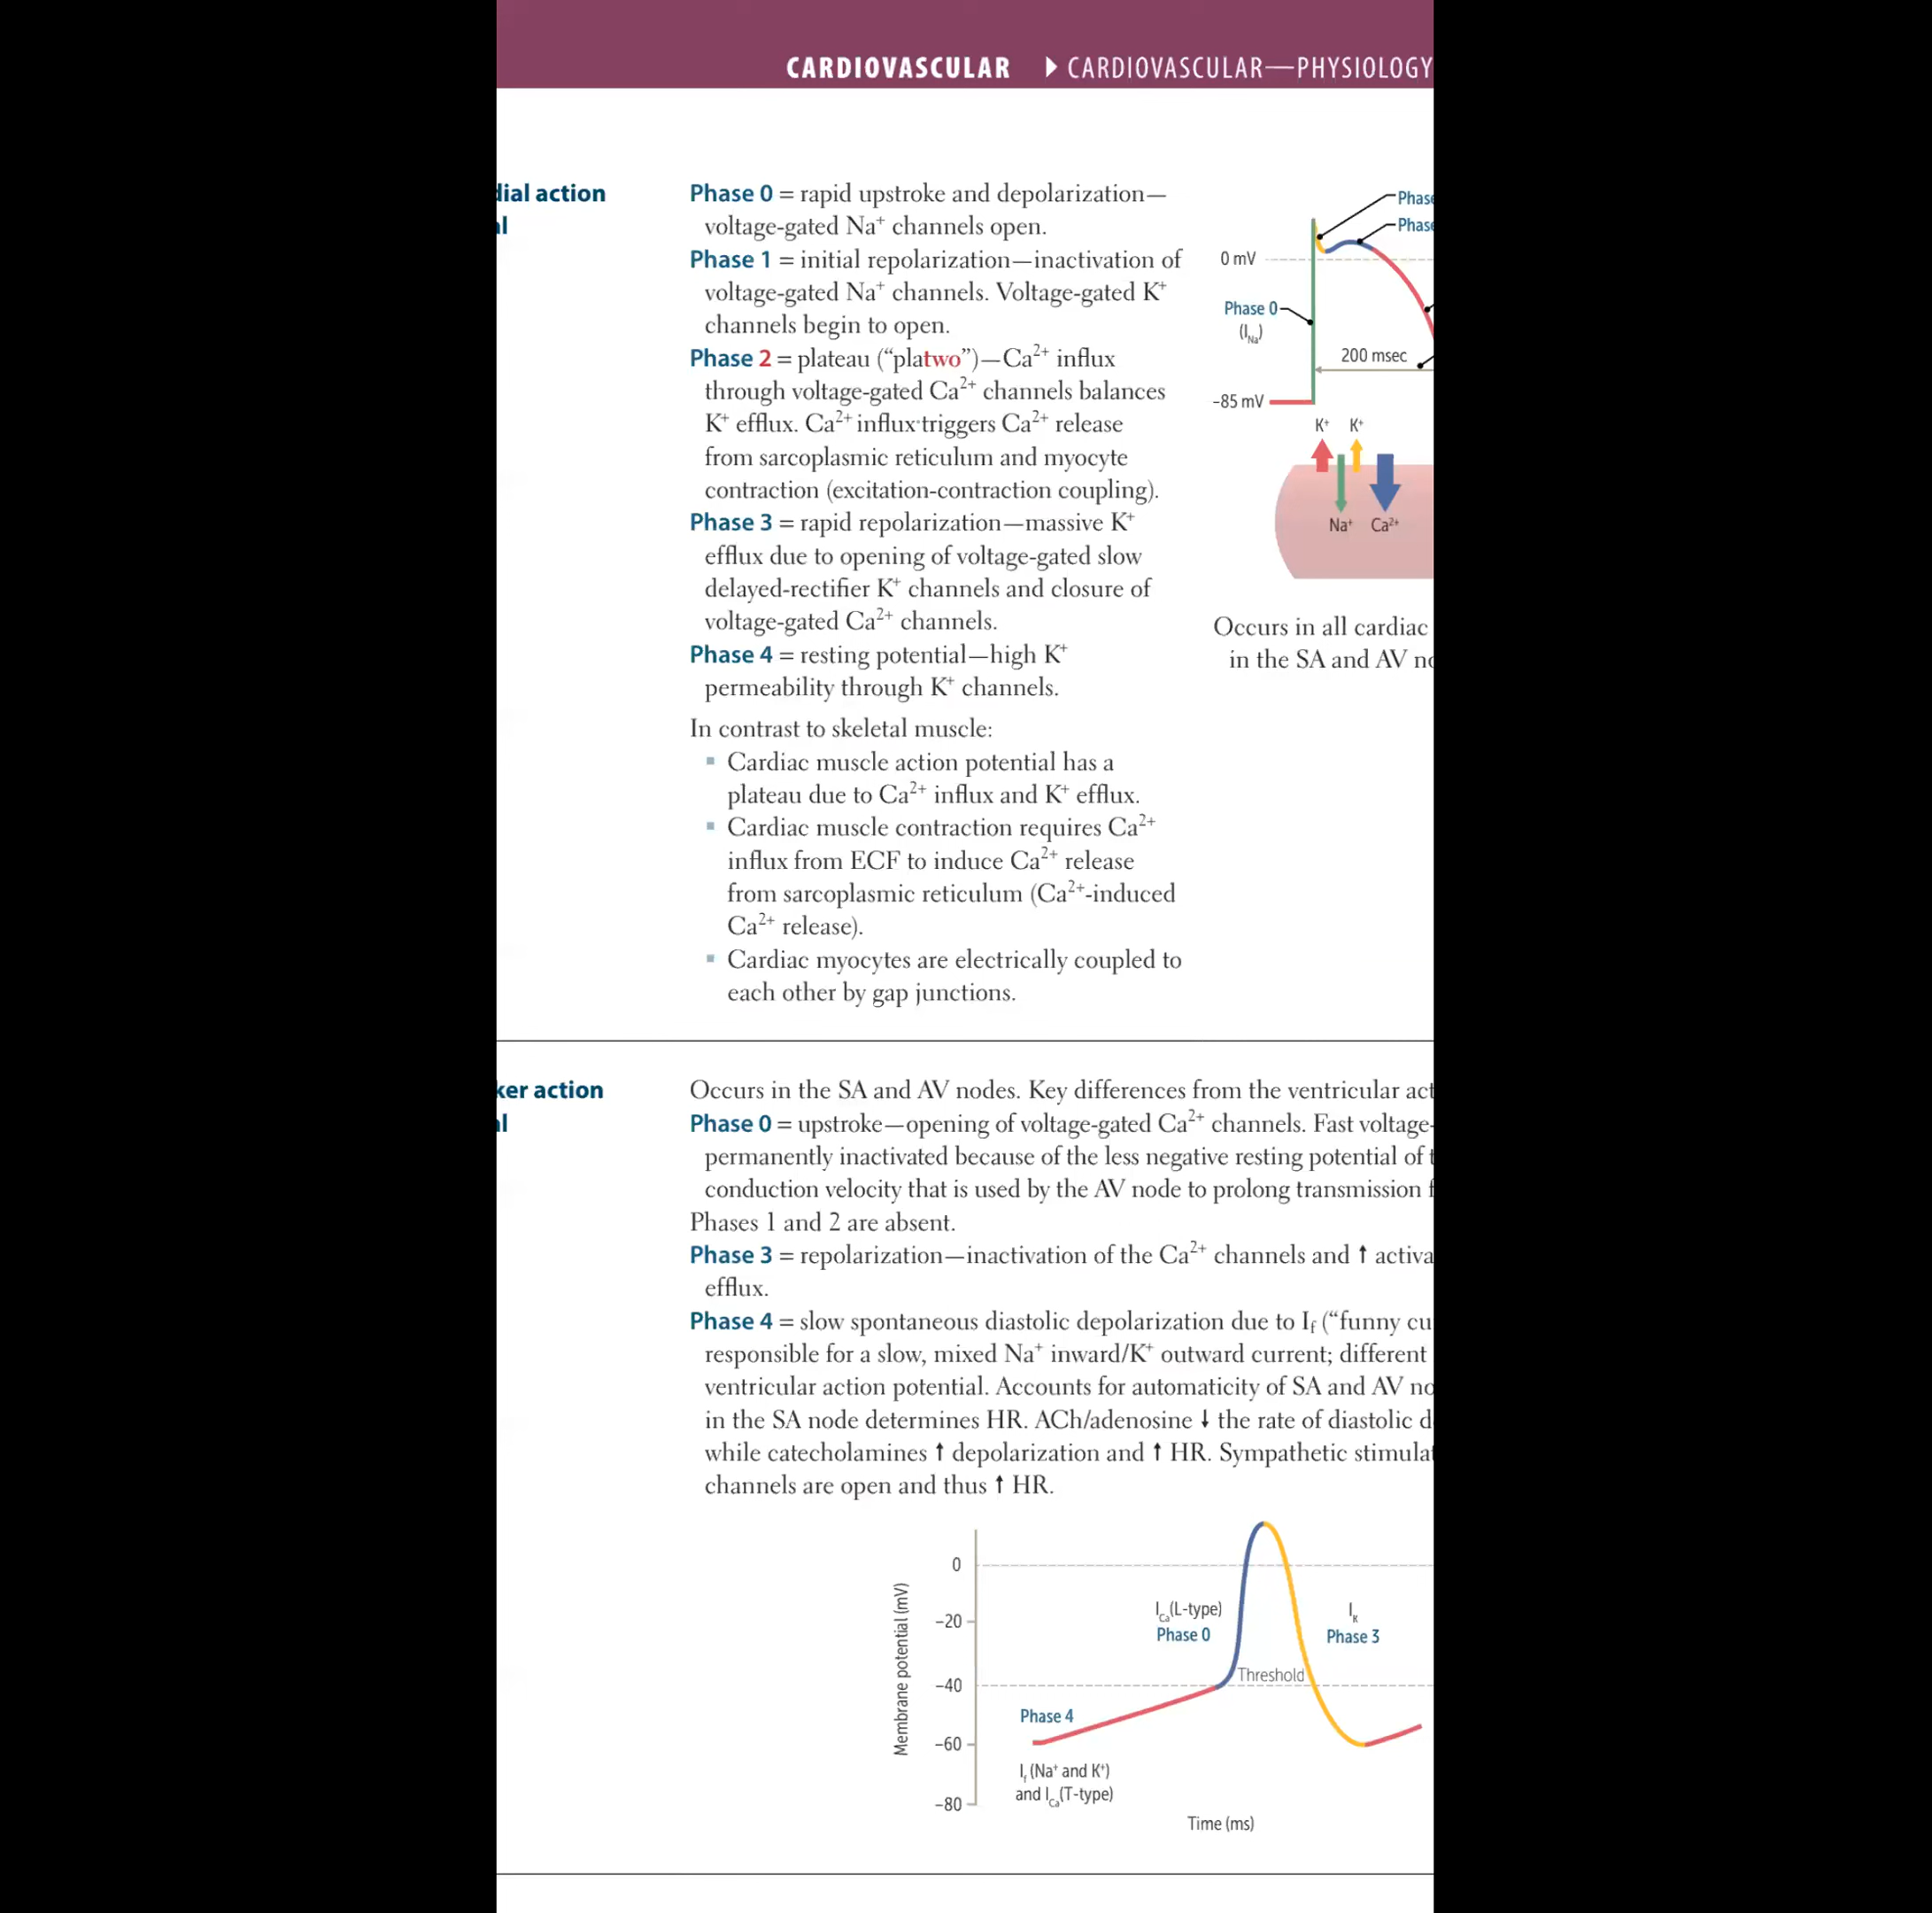 CARDIOVASCULAR ▶ CARDIOVASCULAR—PHYSIOLOGY
action
Phase 0 = rapid upstroke and depolarization—
voltage-gated Na⁺ channels open.
Phase 1 = initial repolarization—inactivation of
voltage-gated Na⁺ channels. Voltage-gated K⁺
channels begin to open.
Phase 2 = plateau (“platwo”)—Ca²⁺ influx
through voltage-gated Ca²⁺ channels balances
K⁺ efflux. Ca²⁺ influx triggers Ca²⁺ release
from sarcoplasmic reticulum and myocyte
contraction (excitation-contraction coupling).
Phase 3 = rapid repolarization—massive K⁺
efflux due to opening of voltage-gated slow
delayed-rectifier K⁺ channels and closure of
voltage-gated Ca²⁺ channels.
Phase 4 = resting potential—high K⁺
permeability through K⁺ channels.
In contrast to skeletal muscle:
▪ Cardiac muscle action potential has a
plateau due to Ca²⁺ influx and K⁺ efflux.
▪ Cardiac muscle contraction requires Ca²⁺
influx from ECF to induce Ca²⁺ release
from sarcoplasmic reticulum (Ca²⁺-induced
Ca²⁺ release).
▪ Cardiac myocytes are electrically coupled to
each other by gap junctions.
Phase
Phase
0 mV
Phase 0
(I_Na)
200 msec
–85 mV
K⁺ K⁺
Na⁺ Ca²⁺
Occurs in all cardiac
in the SA and AV
action
Occurs in the SA and AV nodes. Key differences from the ventricular
Phase 0 = upstroke—opening of voltage-gated Ca²⁺ channels. Fast voltage-
permanently inactivated because of the less negative resting potential of
conduction velocity that is used by the AV node to prolong transmission
Phases 1 and 2 are absent.
Phase 3 = repolarization—inactivation of the Ca²⁺ channels and ↑
efflux.
Phase 4 = slow spontaneous diastolic depolarization due to I_f (“funny
responsible for a slow, mixed Na⁺ inward/K⁺ outward current; different
ventricular action potential. Accounts for automaticity of SA and AV
in the SA node determines HR. ACh/adenosine ↓ the rate of diastolic
while catecholamines ↑ depolarization and ↑ HR. Sympathetic
channels are open and thus ↑ HR.
Membrane potential (mV)
0
–20
–40
–60
–80
I_Ca (L-type)
Phase 0
I_K
Phase 3
Threshold
Phase 4
I_f (Na⁺ and K⁺)
and I_Ca (T-type)
Time (ms)